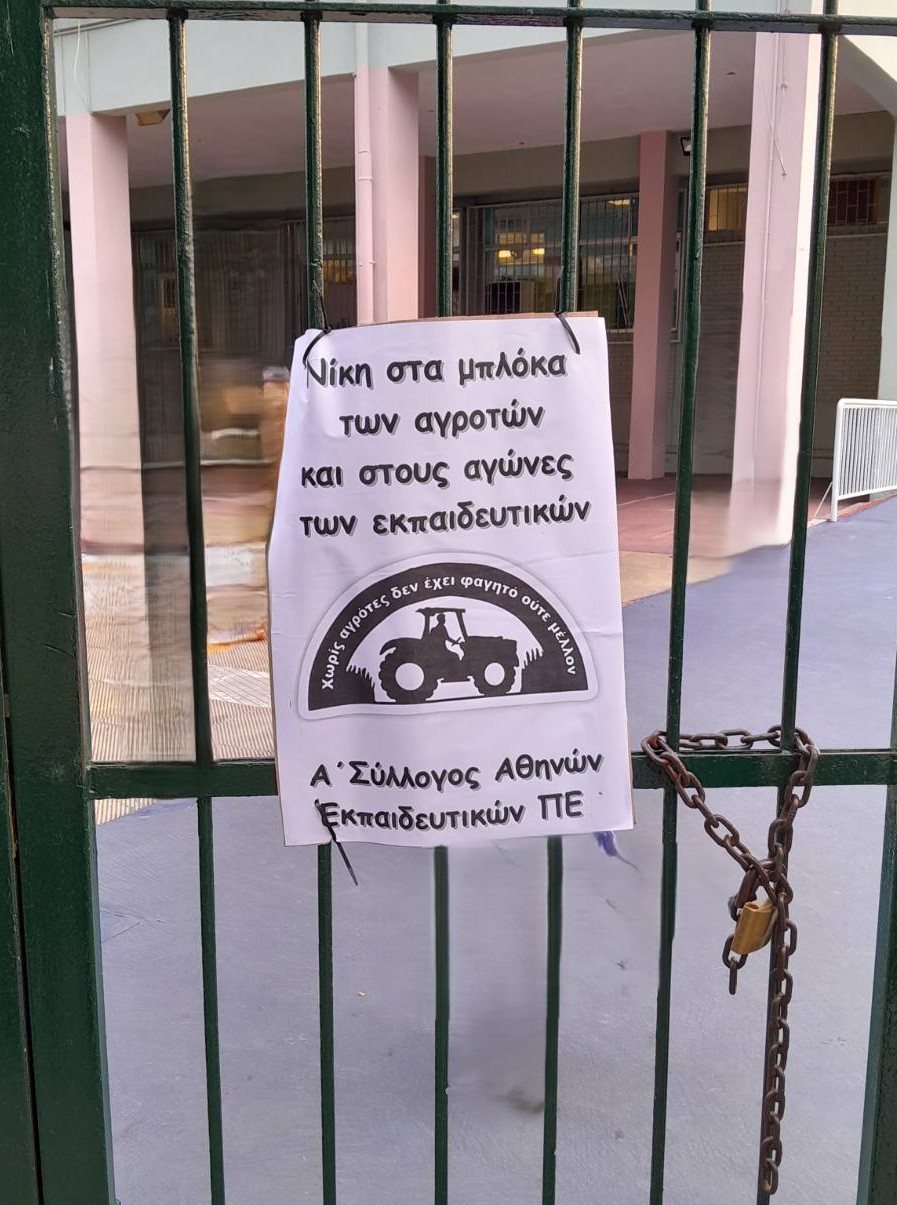 Νίκη στα μπλόκα
των αγροτών
και στους αγώνες
των εκπαιδευτικών
Χωρίς αγρότες δεν έχει φαγητό ούτε μέλλον
Α΄ Σύλλογος Αθηνών
Εκπαιδευτικών ΠΕ